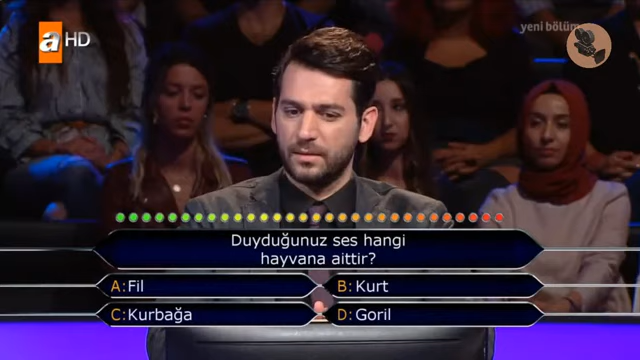 a HD
yeni bölüm
Duyduğunuz ses hangi
hayvana aittir?
A: Fil
B: Kurt
C: Kurbağa
D: Goril